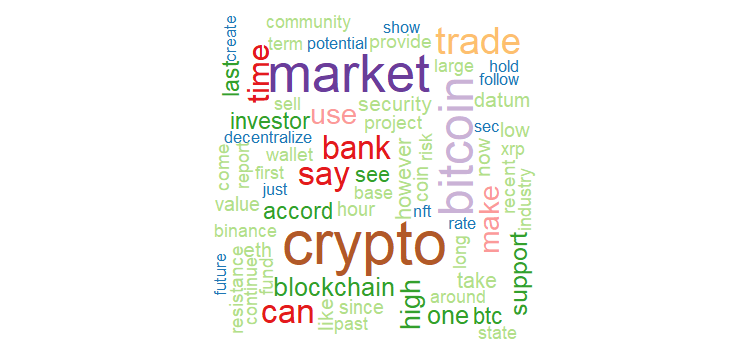 community
show
create
term
potential
provide
trade
last
time
market
large
hold
follow
sell
security
bitcoin
datum
investor
use
project
sec
low
decentralize
bank
however
risk
now
xrp
wallet
come
report
first
say
see
coin
recent
industry
just
base
make
value
accord
hour
nft
rate
binance
crypto
eth
long
support
future
resistance
continue
fund
blockchain
high
take
around
can
like
since
past
one
btc
state